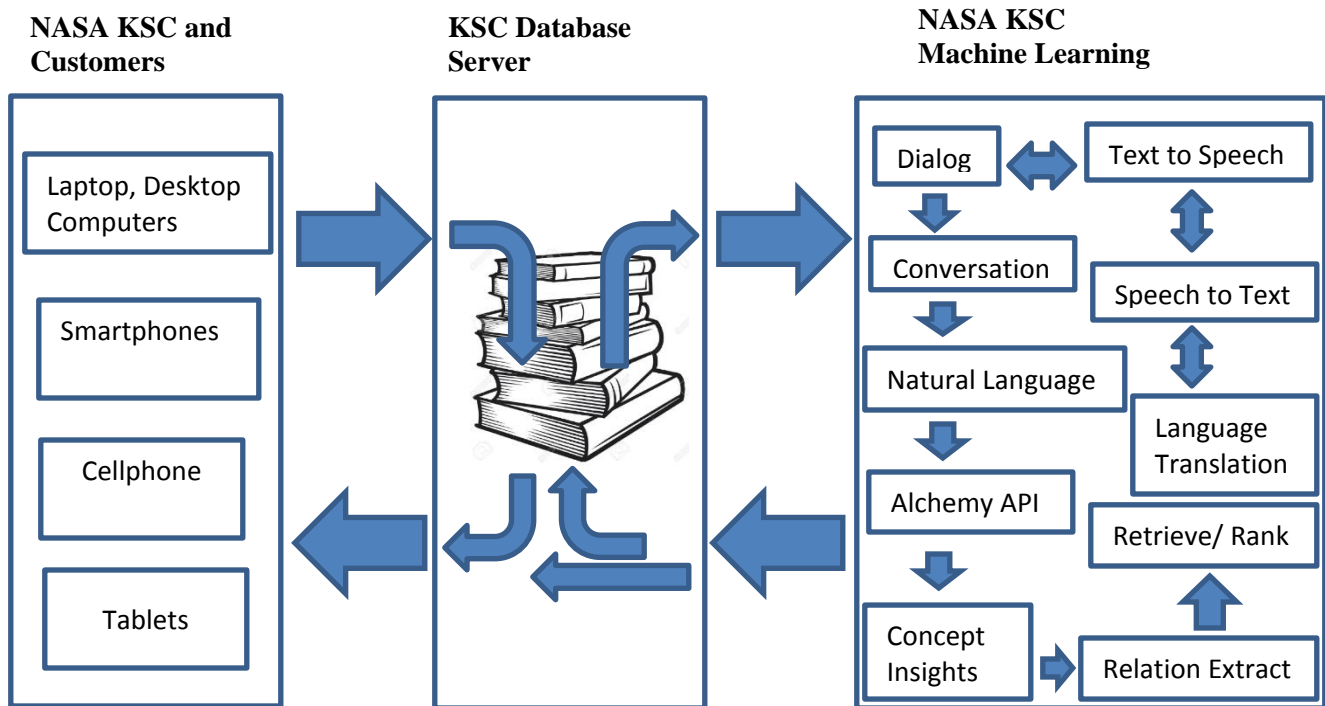 NASA KSC and
Customers
KSC Database
Server
NASA KSC
Machine Learning
Laptop, Desktop
Computers
Smartphones
Cellphone
Tablets
Dialog
Text to Speech
Conversation
Speech to Text
Natural Language
Language
Translation
Alchemy API
Retrieve/ Rank
Concept
Insights
Relation Extract